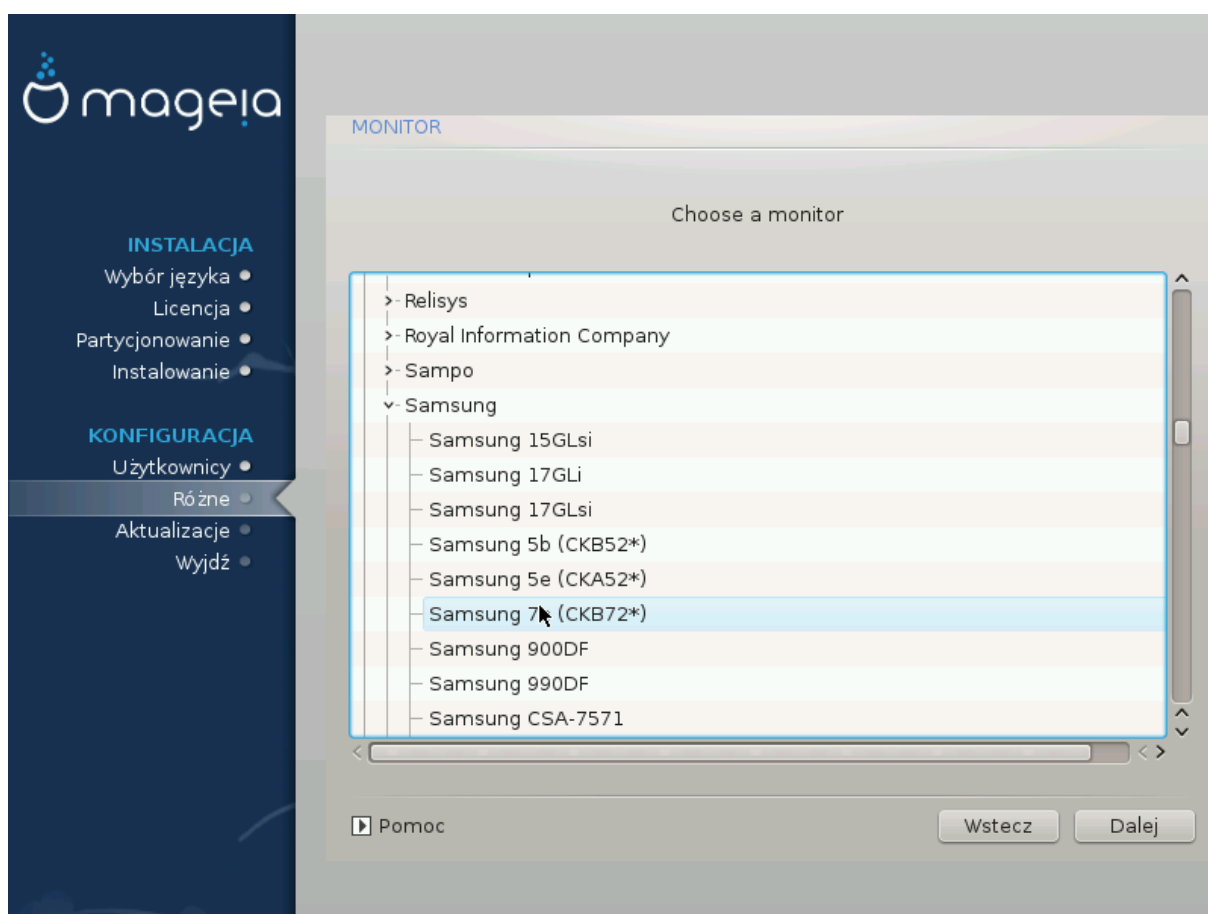 mageia
INSTALACJA
Wybór języka
Licencja
Partycjonowanie
Instalowanie
KONFIGURACJA
Użytkownicy
Różne
Aktualizacje
Wyjdź
MONITOR
Choose a monitor
Relisys
Royal Information Company
Sampo
Samsung
Samsung 15GLsi
Samsung 17GLi
Samsung 17GLsi
Samsung 5b (CKB52*)
Samsung 5e (CKA52*)
Samsung (CKB72*)
Samsung 900DF
Samsung 990DF
Samsung CSA-7571
Pomoc
Wstecz
Dalej